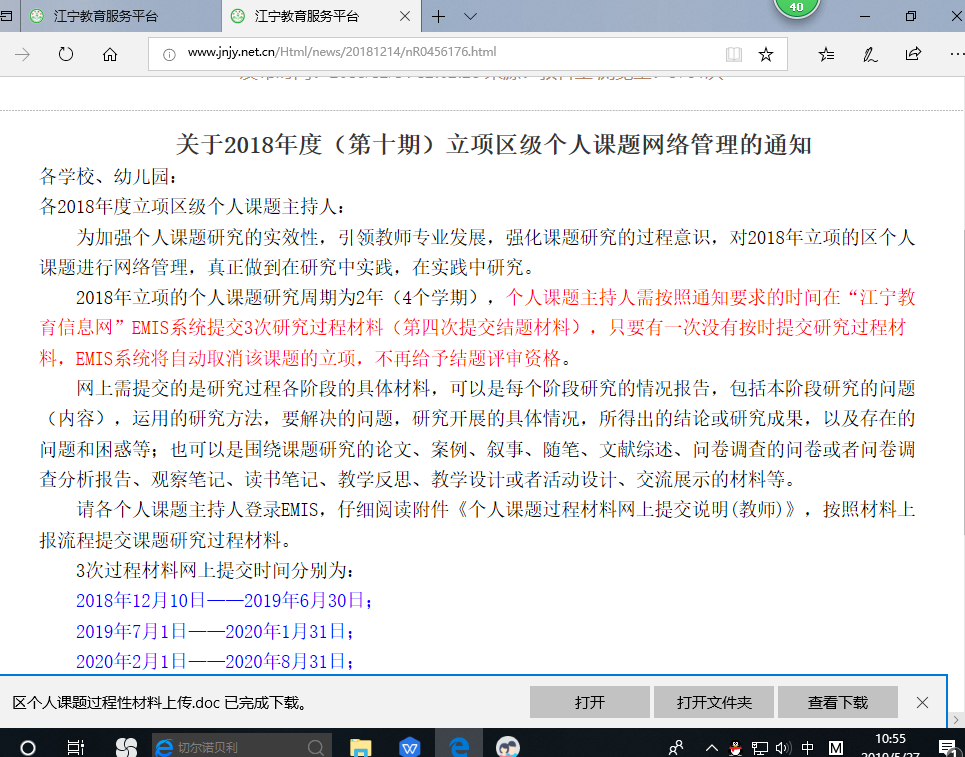 江宁教育服务平台
江宁教育服务平台
40
www.jnjy.net.cn/Html/news/20181214/nR0456176.html
关于2018年度（第十期）立项区级个人课题网络管理的通知
各学校、幼儿园：
各2018年度立项区级个人课题主持人：
为加强个人课题研究的实效性，引领教师专业发展，强化课题研究的过程意识，对2018年立项的区个人
课题进行网络管理，真正做到在研究中实践，在实践中研究。
2018年立项的个人课题研究周期为2年（4个学期），个人课题主持人需按照通知要求的时间在“江宁教
育信息网”EMIS系统提交3次研究过程材料（第四次提交结题材料），只要有一次没有按时提交研究过程材
料，EMIS系统将自动取消该课题的立项，不再给予结题评审资格。
网上需提交的是研究过程各阶段的具体材料，可以是每个阶段研究的情况报告，包括本阶段研究的问题
（内容），运用的研究方法，要解决的问题，研究开展的具体情况，所得出的结论或研究成果，以及存在的
问题和困惑等；也可以是围绕课题研究的论文、案例、叙事、随笔、文献综述、问卷调查的问卷或者问卷调
查分析报告、观察笔记、读书笔记、教学反思、教学设计或者活动设计、交流展示的材料等。
请各个人课题主持人登录EMIS，仔细阅读附件《个人课题过程材料网上提交说明(教师)》，按照材料上
报流程提交课题研究过程材料。
3次过程材料网上提交时间分别为：
2018年12月10日——2019年6月30日；
2019年7月1日——2020年1月31日；
2020年2月1日——2020年8月31日；
区个人课题过程性材料上传.doc 已完成下载。
打开
打开文件夹
查看下载
切尔诺贝利
中
M
10:55
2019/5/27
1